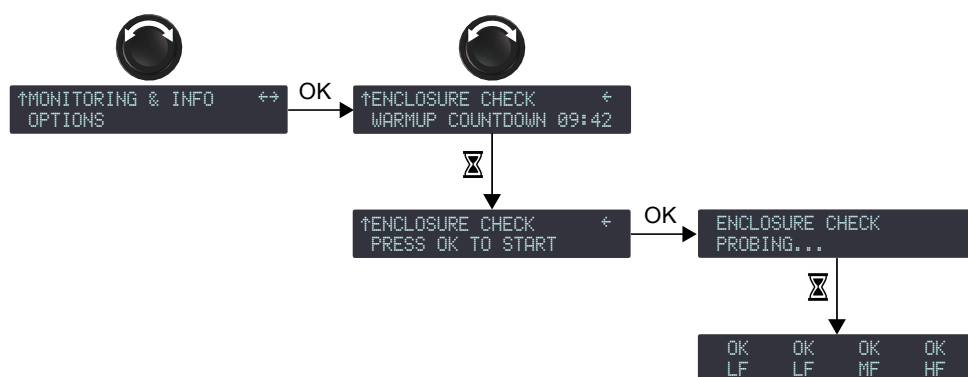 ↑MONITORING & INFO ↔
OPTIONS
OK
↑ENCLOSURE CHECK ←
WARMUP COUNTDOWN 09:42
↑ENCLOSURE CHECK ←
PRESS OK TO START
OK
ENCLOSURE CHECK
PROBING...
OK OK OK OK
LF LF MF HF